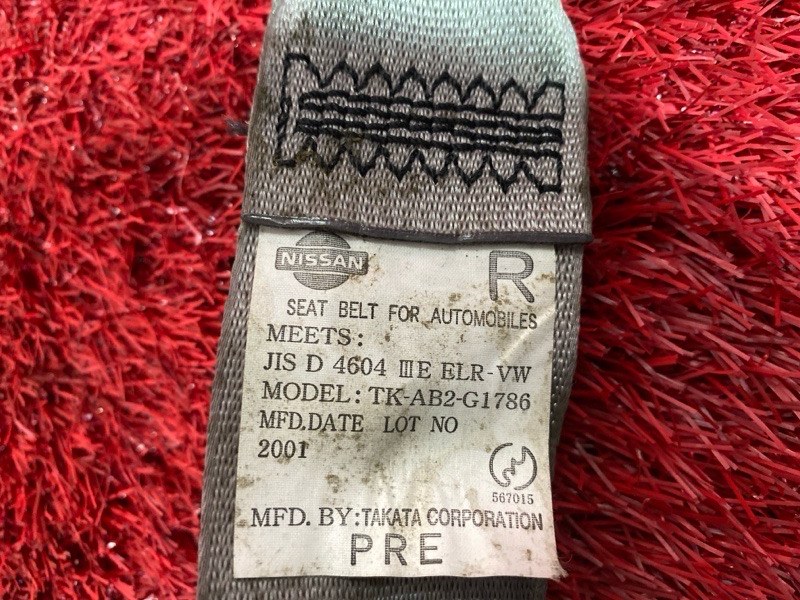 NISSAN R
SEAT BELT FOR AUTOMOBILES
MEETS:
JIS D 4604 ⅢE ELR-VW
MODEL: TK-AB2-G1786
MFD.DATE LOT NO
2001
567015
MFD. BY: TAKATA CORPORATION
PRE